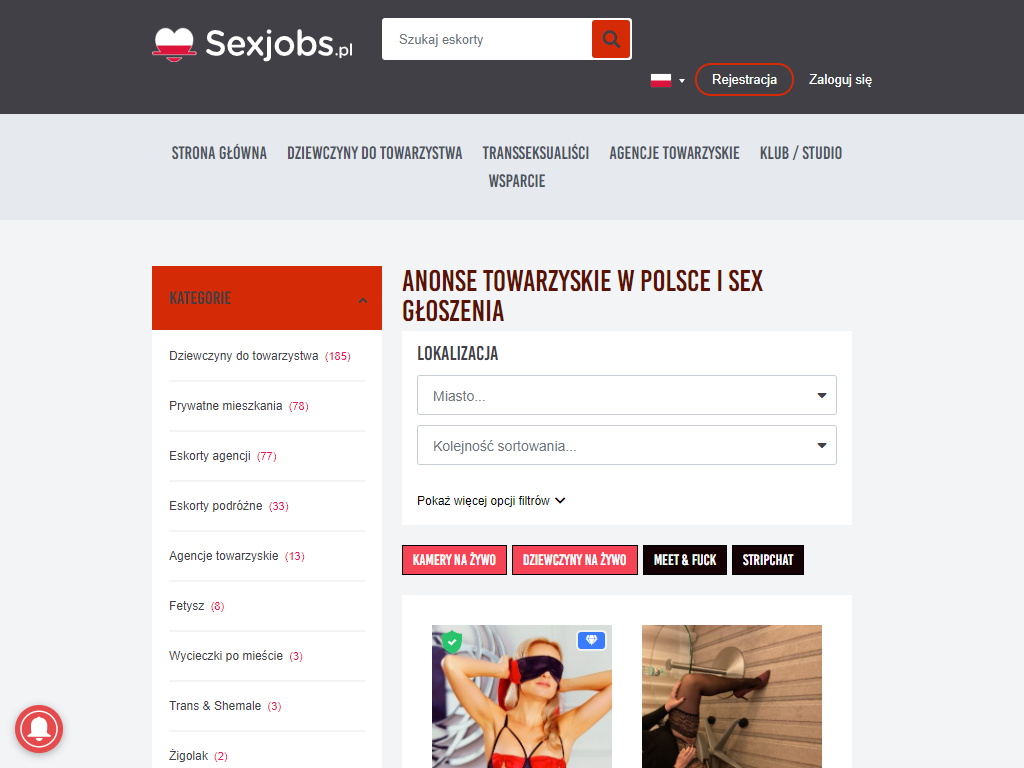 Sexjobs.pl
Szukaj eskorty
Rejestracja
Zaloguj się
STRONA GŁÓWNA
DZIEWCZYNY DO TOWARZYSTWA
TRANSSEKSUALIŚCI
AGENCJE TOWARZYSKIE
KLUB / STUDIO
WSPARCIE
KATEGORIE
Dziewczyny do towarzystwa (185)
Prywatne mieszkania (78)
Eskorty agencji (77)
Eskorty podróżne (33)
Agencje towarzyskie (13)
Fetysz (8)
Wycieczki po mieście (3)
Trans & Shemale (3)
Żigolak (2)
ANONSE TOWARZYSKIE W POLSCE I SEX
GŁOSZENIA
LOKALIZACJA
Miasto...
Kolejność sortowania...
Pokaż więcej opcji filtrów
KAMERY NA ŻYWO
DZIEWCZYNY NA ŻYWO
MEET & FUCK
STRIPCHAT